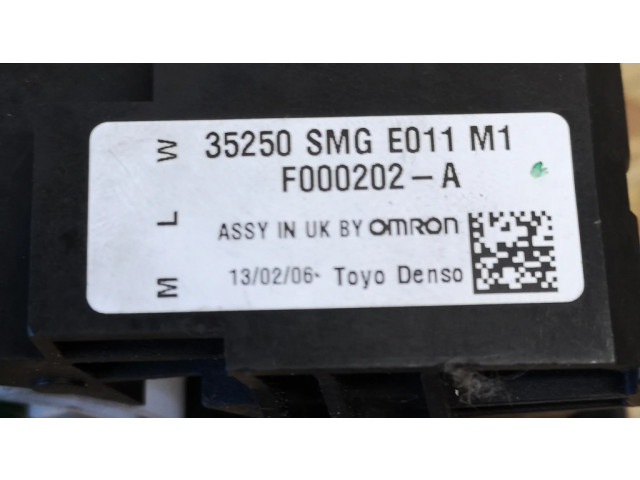 35250 SMG E011 M1
F000202-A
ASSY IN UK BY OMRON
13/02/06- Toyo Denso
W
L
M